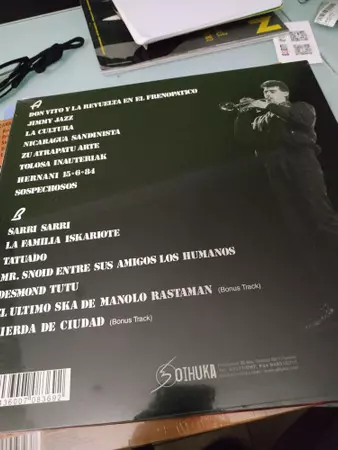 A
DON VITO Y LA REVUELTA EN EL FRENOPATICO
JIMMY JAZZ
LA CULTURA
NICARAGUA SANDINISTA
ZU ATRAPATU ARTE
TOLOSA INAUTERIAK
HERNANI 15-6-84
SOSPECHOSOS
B
SARRI SARRI
LA FAMILIA ISKARIOTE
TATUADO
MR. SNOID ENTRE SUS AMIGOS LOS HUMANOS
DESMOND TUTU
EL ULTIMO SKA DE MANOLO RASTAMAN (Bonus Track)
IERDA DE CIUDAD (Bonus Track)
OIHUKA